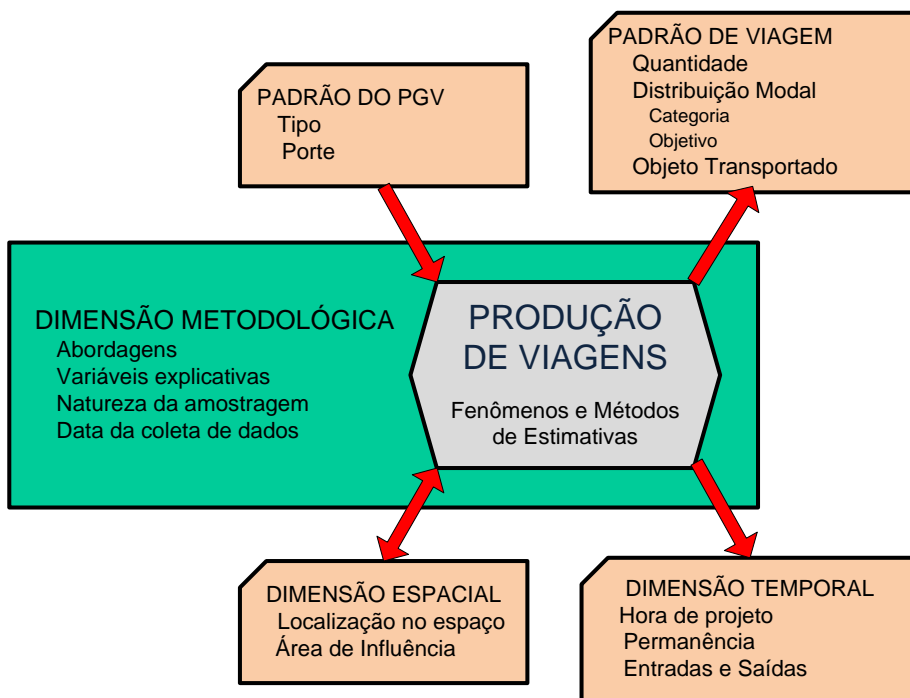 PADRÃO DO PGV
Tipo
Porte
PADRÃO DE VIAGEM
Quantidade
Distribuição Modal
Categoria
Objetivo
Objeto Transportado
DIMENSÃO METODOLÓGICA
Abordagens
Variáveis explicativas
Natureza da amostragem
Data da coleta de dados
PRODUÇÃO
DE VIAGENS
Fenômenos e Métodos
de Estimativas
DIMENSÃO ESPACIAL
Localização no espaço
Área de Influência
DIMENSÃO TEMPORAL
Hora de projeto
Permanência
Entradas e Saídas